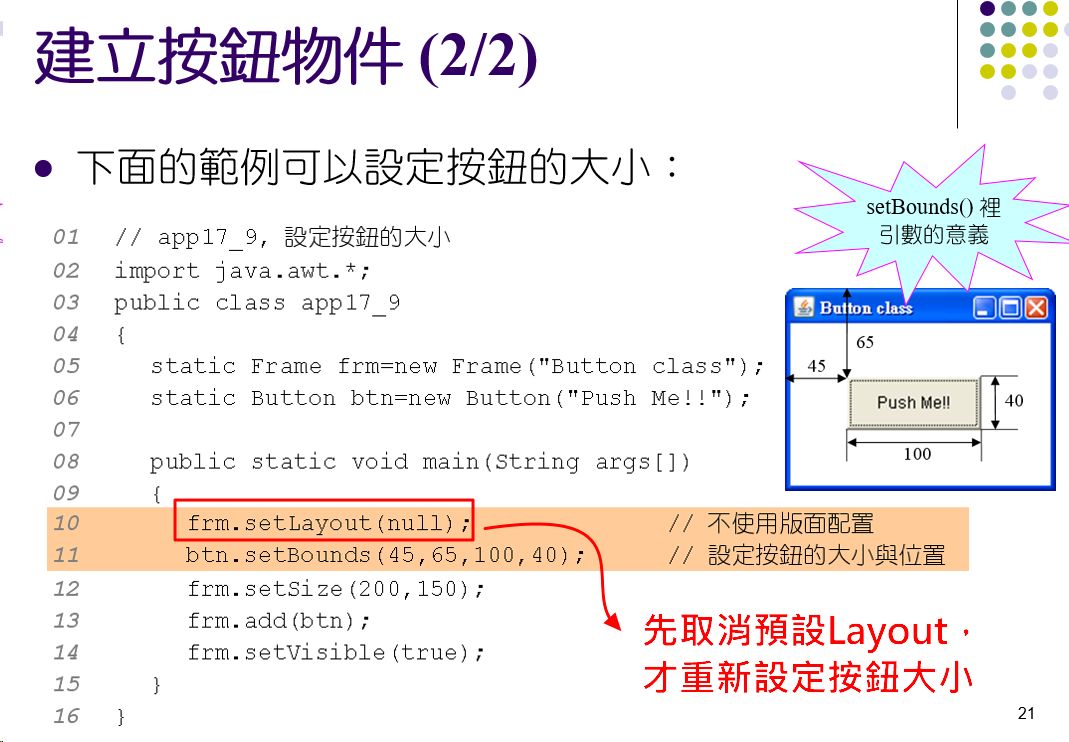 建立按鈕物件 (2/2)
● 下面的範例可以設定按鈕的大小：
setBounds() 裡
引數的意義
01 // app17_9, 設定按鈕的大小
02 import java.awt.*;
03 public class app17_9
04 {
05 static Frame frm=new Frame("Button class");
06 static Button btn=new Button("Push Me!!");
07
08 public static void main(String args[])
09 {
10 frm.setLayout(null); // 不使用版面配置
11 btn.setBounds(45,65,100,40); // 設定按鈕的大小與位置
12 frm.setSize(200,150);
13 frm.add(btn);
14 frm.setVisible(true);
15 }
16 }
Button class
65
45
Push Me!!
40
100
先取消預設Layout，
才重新設定按鈕大小
21